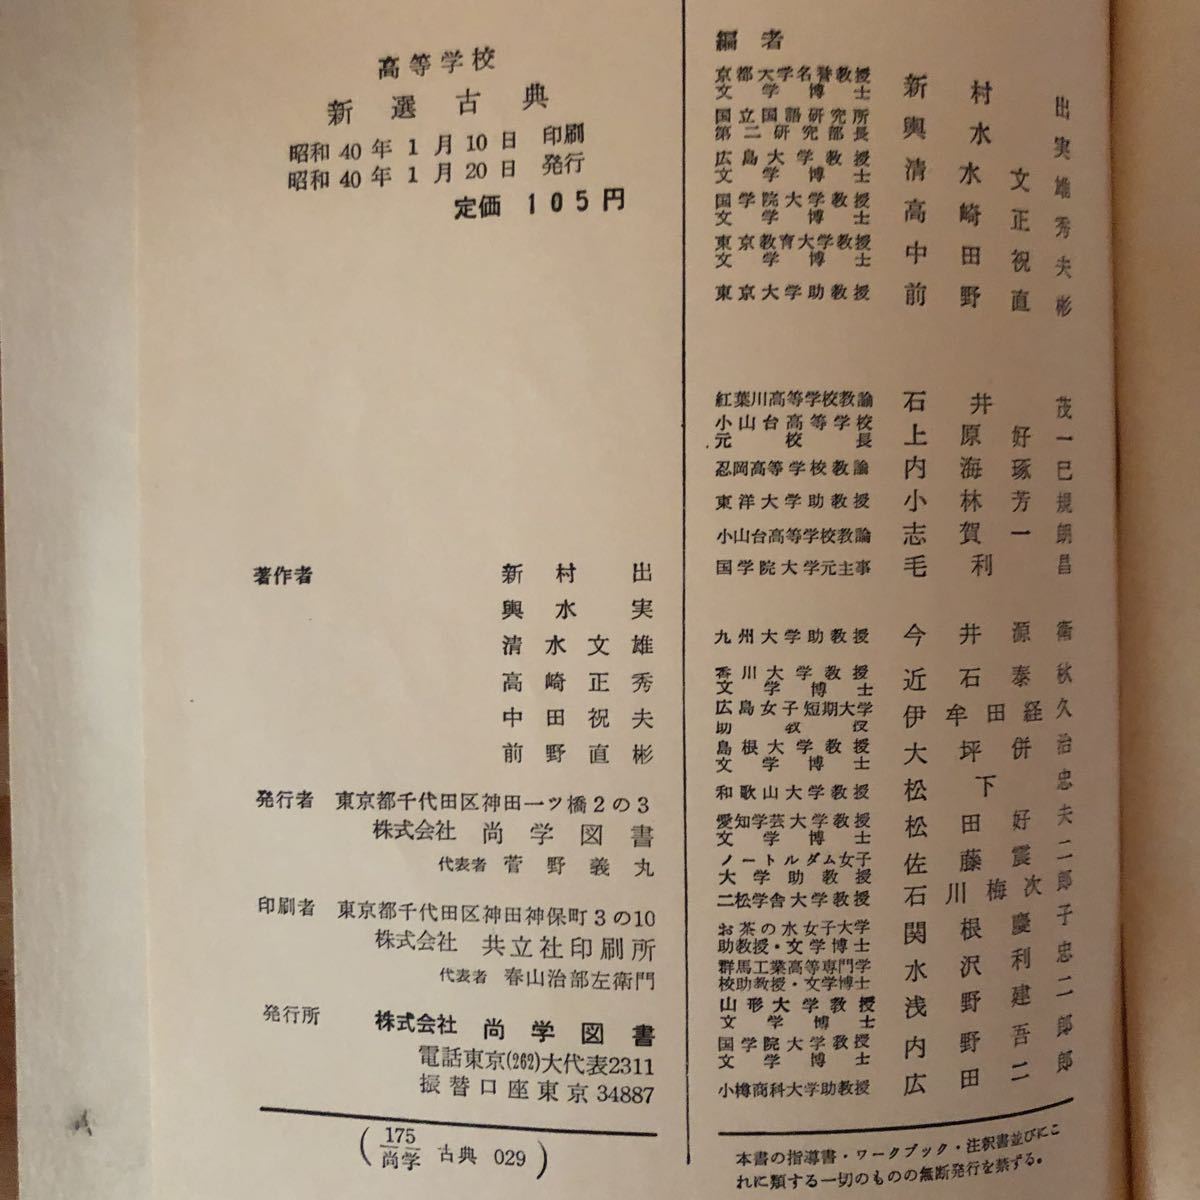 高等学校
新選古典
昭和40年1月10日 印刷
昭和40年1月20日 発行
定価 105円
著作者 新村出
輿水実
清水文雄
高崎正秀
中田祝夫
前野直彬
発行者 東京都千代田区神田一ツ橋2の3
株式会社 尚学図書
代表者 菅野義丸
印刷者 東京都千代田区神田神保町3の10
株式会社 共立社印刷所
代表者 春山治部左衛門
発行所 株式会社 尚学図書
電話東京(262)大代表2311
振替口座東京34887
(175 尚学 古典 029)
編者
京都大学名誉教授
文学博士 新村出
国立国語研究所
第二研究部長 輿水実
広島大学教授
文学博士 清水文雄
国学院大学教授
文学博士 高崎正秀
東京教育大学教授
文学博士 中田祝夫
東京大学助教授 前野直彬
紅葉川高等学校教諭 石井茂
小山台高等学校
元校長 上原好一
忍岡高等学校教諭 内海琢巳
東洋大学助教授 小林芳規
小山台高等学校教諭 志賀一朗
国学院大学元主事 毛利昌
九州大学助教授 今井源衛
香川大学教授
文学博士 近石泰秋
広島女子短期大学
助教授 伊牟田経久
島根大学教授
文学博士 大坪併治
和歌山大学教授 松下忠
愛知学芸大学教授
文学博士 松田好夫
ノートルダム女子
大学助教授 佐藤震二
二松学舎大学教授 石川梅次郎
お茶の水女子大学
助教授・文学博士 関根慶子
群馬工業高等専門学
校助教授・文学博士 水沢利忠
山形大学教授
文学博士 浅野建二
国学院大学教授
文学博士 内野吾郎
小樽商科大学助教授 広田二郎
本書の指導書・ワークブック・注釈書並びにこ
れに類する一切のものの無断発行を禁ずる。